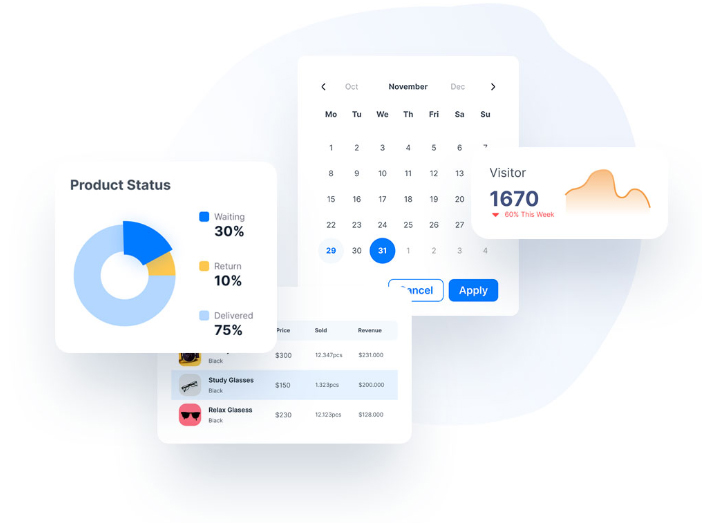 Oct November Dec
Mo Tu We Th Fri Sa Su
1 2 3 4 5 6 7
8 9 10 11 12 13
15 16 17 18 19 20
22 23 24 25 26 27
29 30 31 1 2 3 4
Apply
Visitor
1670
60% This Week
Product Status
Waiting
30%
Return
10%
Delivered
75%
Price Sold Revenue
$300 12.347pcs $231.000
Black
Study Glasses
Black
$150 1.323pcs $200.000
Relax Glasess
Black
$230 12.123pcs $128.000